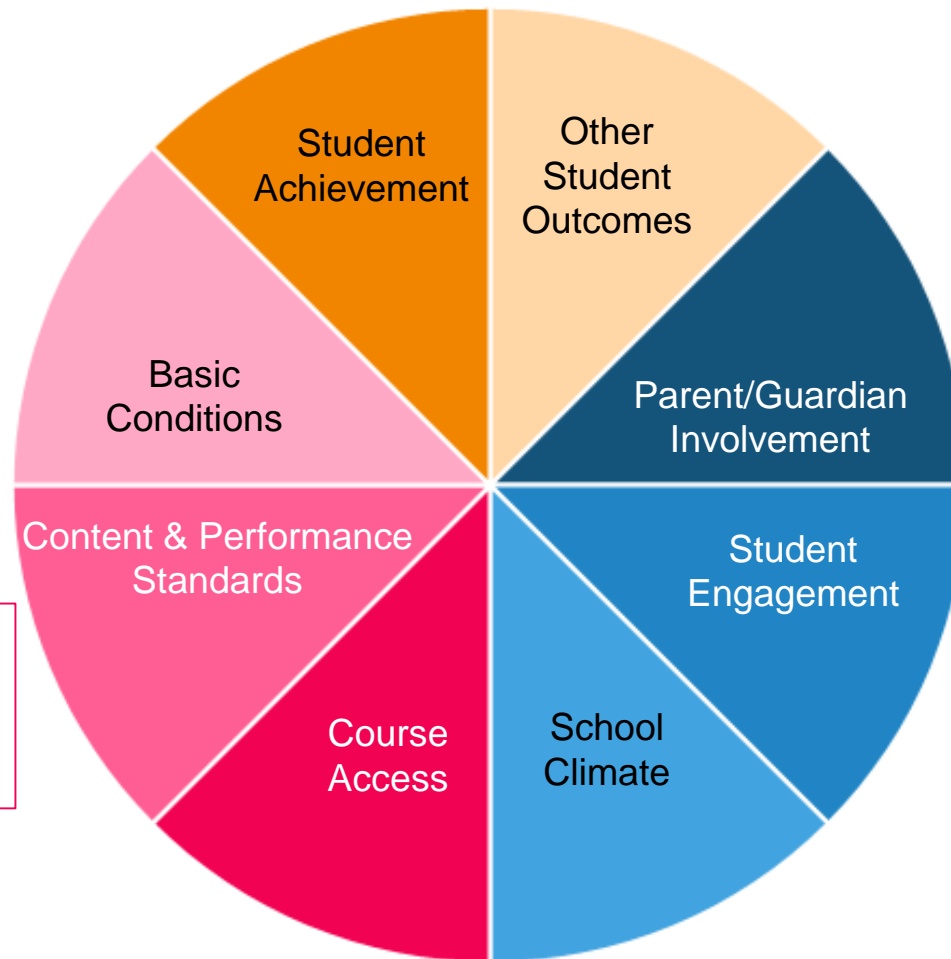 Student
Achievement
Other
Student
Outcomes
Basic
Conditions
Parent/Guardian
Involvement
Content & Performance
Standards
Student
Engagement
Course
Access
School
Climate